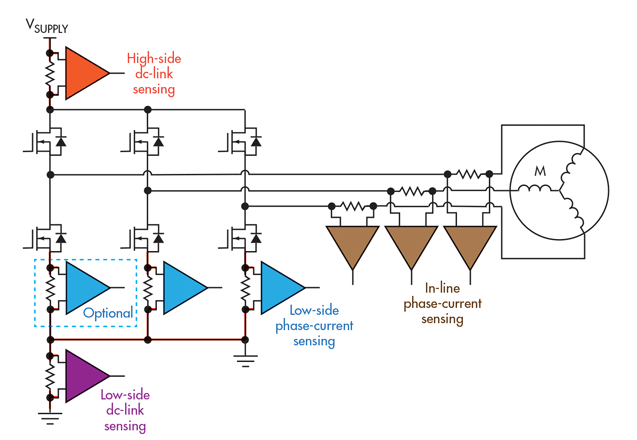 VSUPPLY
High-side
dc-link
sensing
M
Optional
Low-side
phase-current
sensing
In-line
phase-current
sensing
Low-side
dc-link
sensing